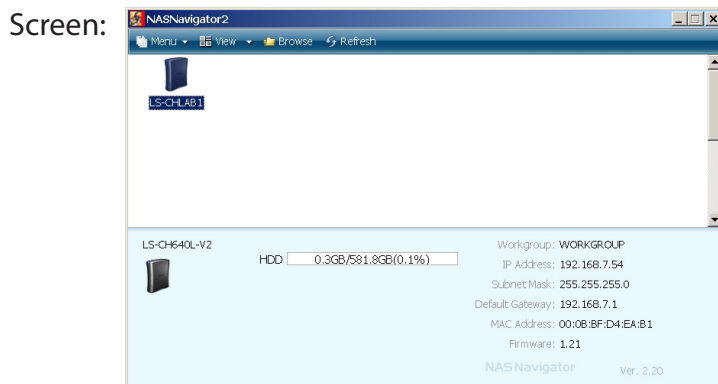 Screen:
NASNavigator2
Menu View Browse Refresh
LS-CHLAB1
LS-CH640L-V2
HDD 0.3GB/581.8GB(0.1%)
Workgroup: WORKGROUP
IP Address: 192.168.7.54
Subnet Mask: 255.255.255.0
Default Gateway: 192.168.7.1
MAC Address: 00:0B:BF:D4:EA:B1
Firmware: 1.21
NAS Navigator Ver. 2.20